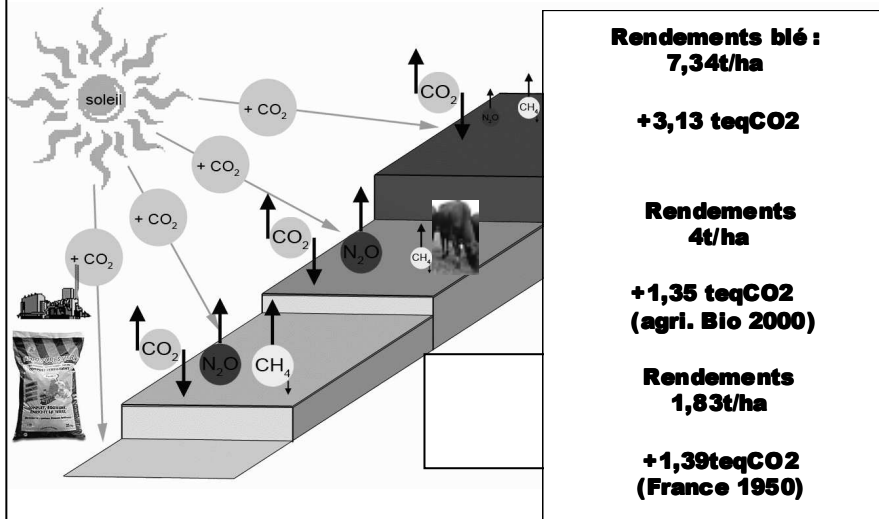 soleil
+ CO₂
+ CO₂
+ CO₂
+ CO₂
CO₂
N₂O
CH₄
CO₂
N₂O
CH₄
CO₂
N₂O
CH₄
Rendements blé :
7,34t/ha
+3,13 teqCO2
Rendements
4t/ha
+1,35 teqCO2
(agri. Bio 2000)
Rendements
1,83t/ha
+1,39teqCO2
(France 1950)